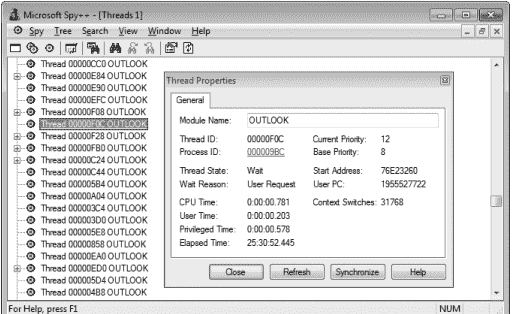 Microsoft Spy++ - [Threads 1]
Spy Tree Search View Window Help
Thread 00000CC0 OUTLOOK
Thread 00000E84 OUTLOOK
Thread 00000E90 OUTLOOK
Thread 00000EFC OUTLOOK
Thread 00000F08 OUTLOOK
Thread 00000F0C OUTLOOK
Thread 00000F28 OUTLOOK
Thread 00000FB0 OUTLOOK
Thread 00000C24 OUTLOOK
Thread 00000C44 OUTLOOK
Thread 000005B4 OUTLOOK
Thread 00000A04 OUTLOOK
Thread 000003C4 OUTLOOK
Thread 000003D0 OUTLOOK
Thread 000005E8 OUTLOOK
Thread 00000858 OUTLOOK
Thread 00000EA0 OUTLOOK
Thread 00000ED0 OUTLOOK
Thread 000005D4 OUTLOOK
Thread 000004B8 OUTLOOK
Thread Properties
General
Module Name: OUTLOOK
Thread ID: 00000F0C Current Priority: 12
Process ID: 000009BC Base Priority: 8
Thread State: Wait Start Address: 76E23260
Wait Reason: User Request User PC: 1955527722
CPU Time: 0:00:00.781 Context Switches: 31768
User Time: 0:00:00.203
Privileged Time: 0:00:00.578
Elapsed Time: 25:30:52.445
Close Refresh Synchronize Help
For Help, press F1 NUM